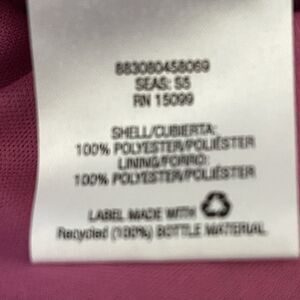 883080458069
SEAS: S5
RN 15099
SHELL/CUBIERTA:
100% POLYESTER/POLIÉSTER
LINING/FORRO:
100% POLYESTER/POLIÉSTER
LABEL MADE WITH
Recycled (100%) BOTTLE MATERIAL